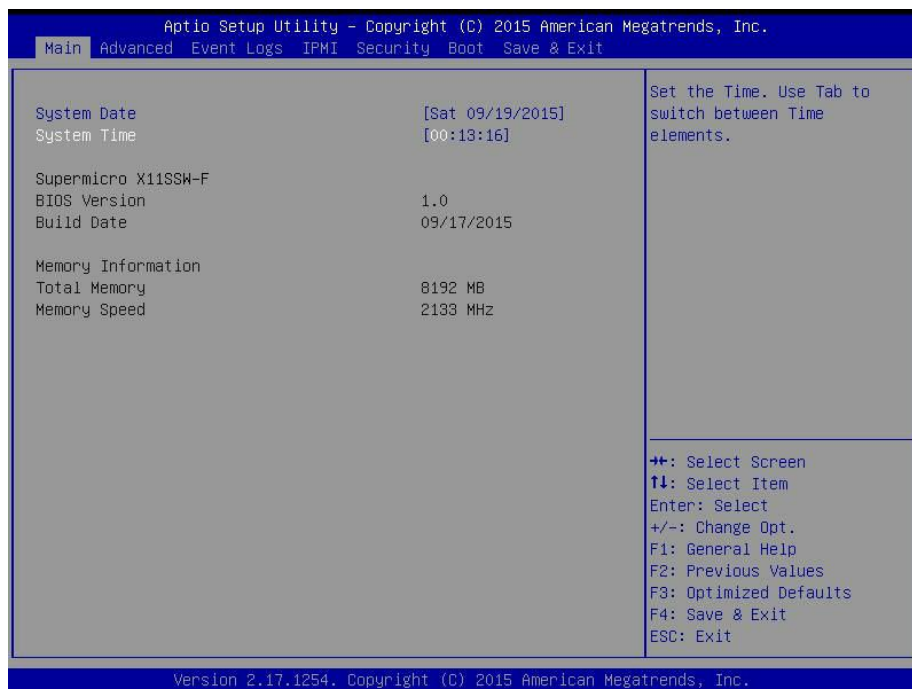 Aptio Setup Utility – Copyright (C) 2015 American Megatrends, Inc.
Main Advanced Event Logs IPMI Security Boot Save & Exit
System Date [Sat 09/19/2015]
System Time [00:13:16]
Supermicro X11SSW-F
BIOS Version 1.0
Build Date 09/17/2015
Memory Information
Total Memory 8192 MB
Memory Speed 2133 MHz
Set the Time. Use Tab to
switch between Time
elements.
→←: Select Screen
↑↓: Select Item
Enter: Select
+/-: Change Opt.
F1: General Help
F2: Previous Values
F3: Optimized Defaults
F4: Save & Exit
ESC: Exit
Version 2.17.1254. Copyright (C) 2015 American Megatrends, Inc.